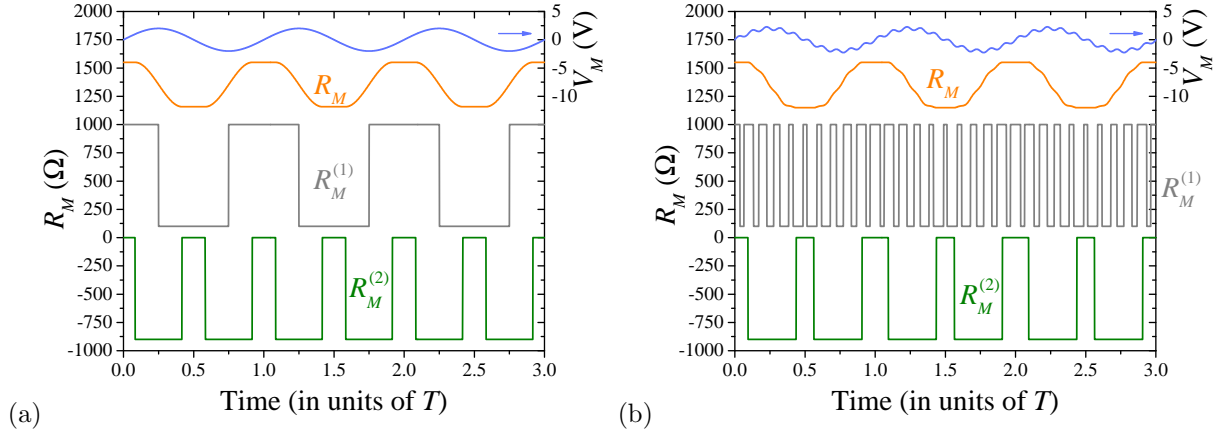 2000
1750
1500
1250
1000
750
500
250
0
-250
-500
-750
-1000
R_M (Ω)
5
0
-5
-10
V_M (V)
R_M
R_M^(1)
R_M^(2)
0.0 0.5 1.0 1.5 2.0 2.5 3.0
Time (in units of T)
(a)
2000
1750
1500
1250
1000
750
500
250
0
-250
-500
-750
-1000
R_M (Ω)
5
0
-5
-10
V_M (V)
R_M
R_M^(1)
R_M^(2)
0.0 0.5 1.0 1.5 2.0 2.5 3.0
Time (in units of T)
(b)